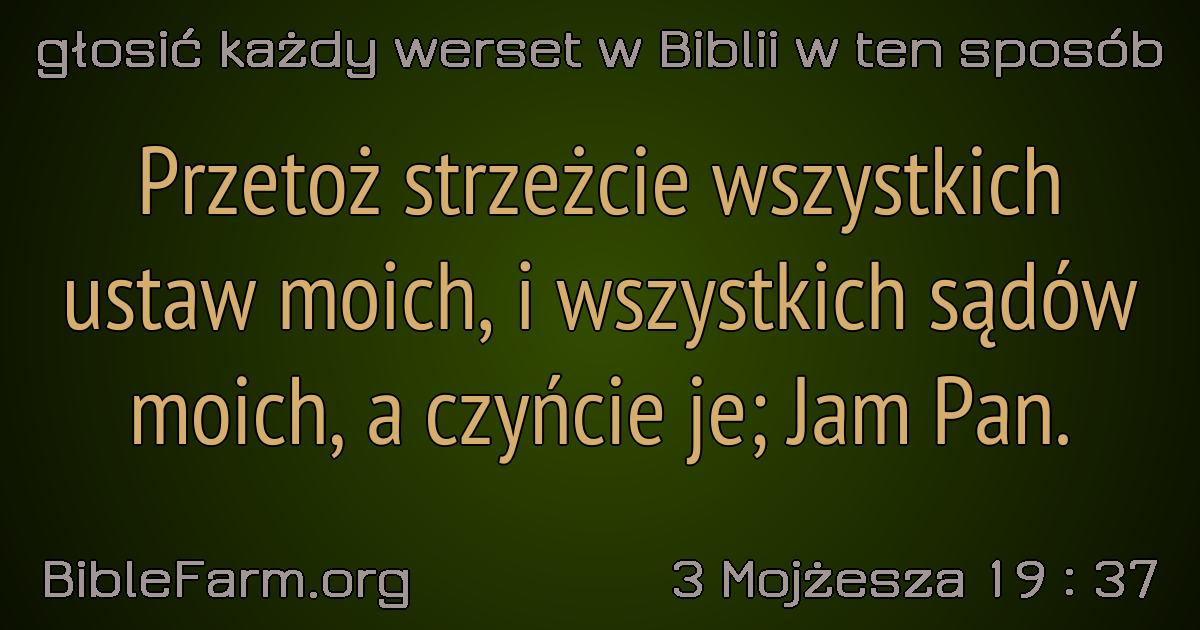 głosić każdy werset w Biblii w ten sposób
Przetoż strzeżcie wszystkich
ustaw moich, i wszystkich sądów
moich, a czyńcie je; Jam Pan.
BibleFarm.org
3 Mojżesza 19 : 37